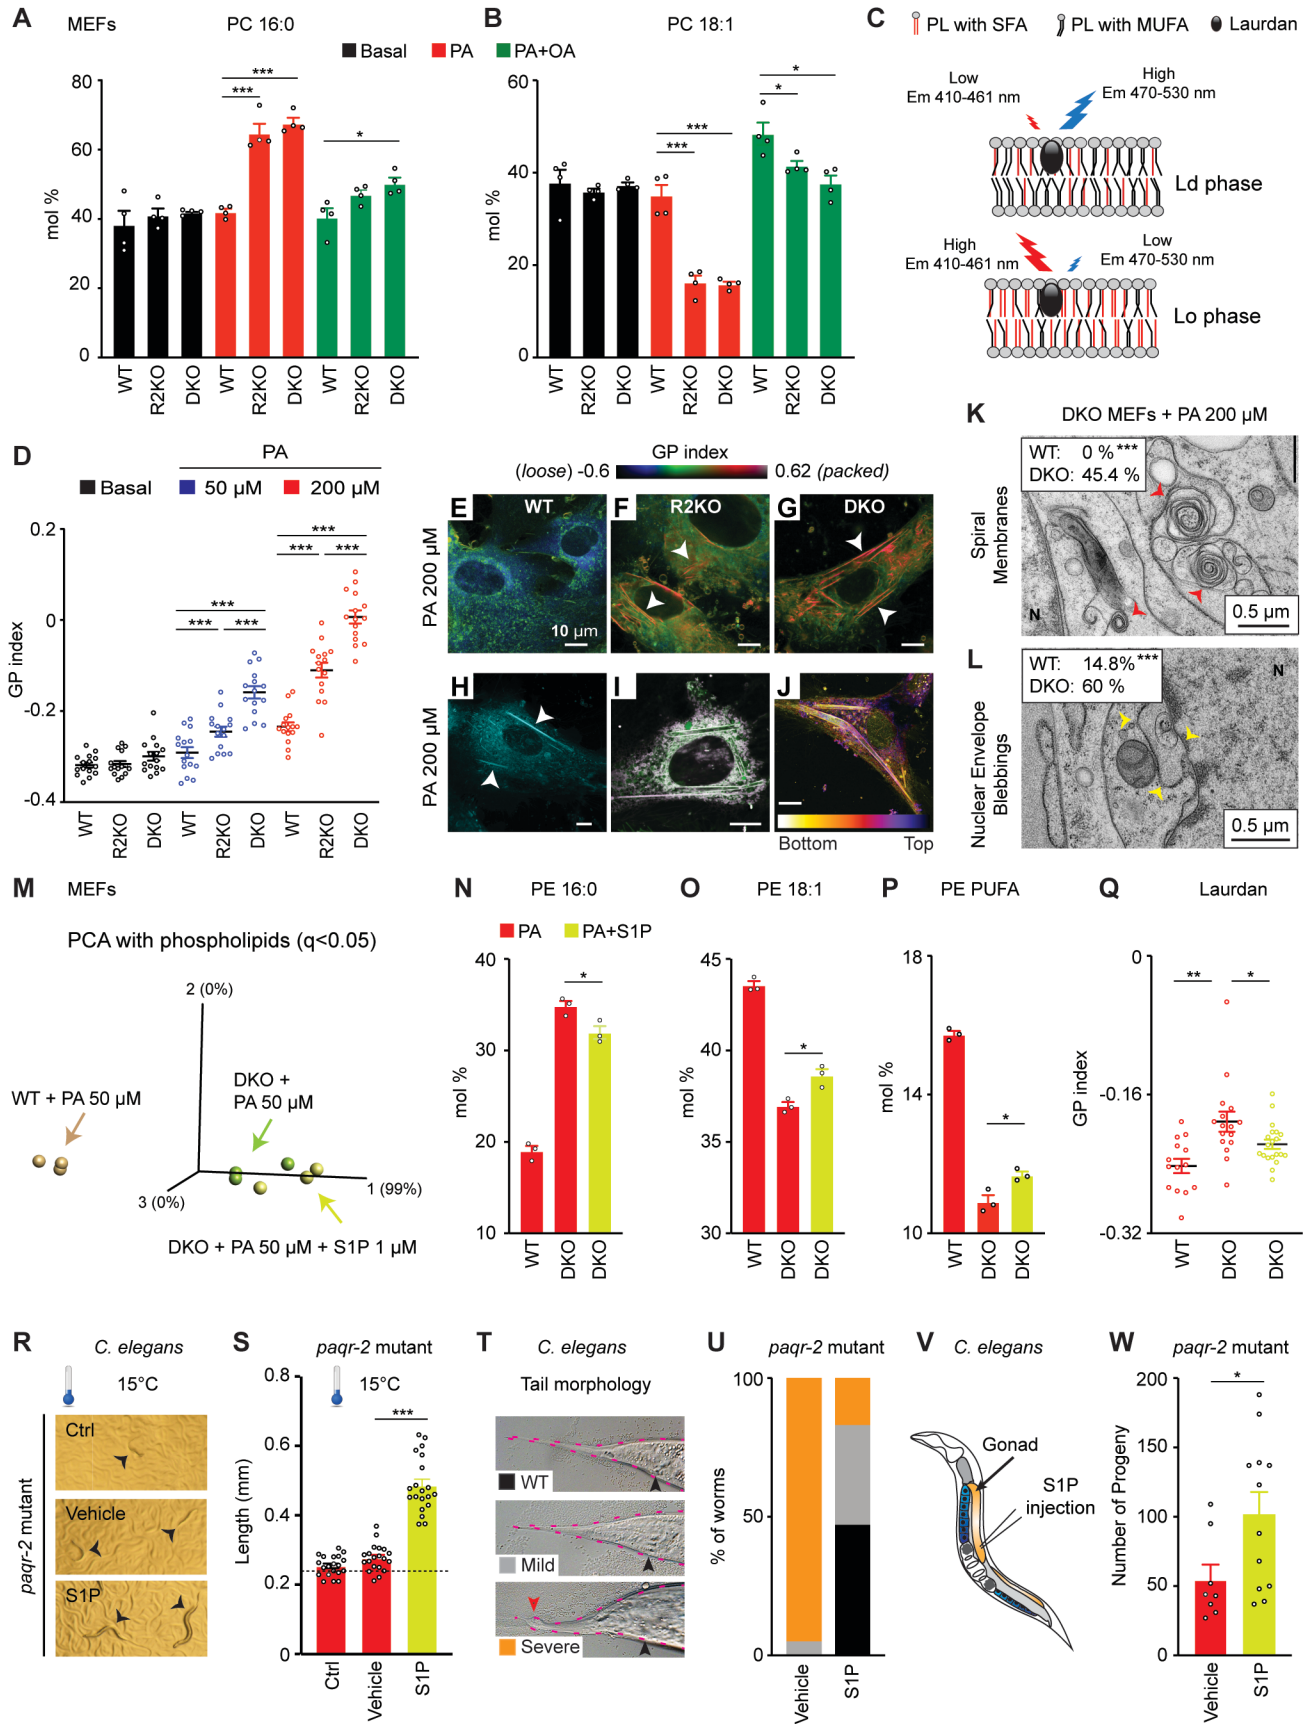 A MEFs PC 16:0
B PC 18:1
Basal PA PA+OA
mol %
80
60
40
20
0
WT R2KO DKO WT R2KO DKO WT R2KO DKO
*** *** *
mol %
60
40
20
0
WT R2KO DKO WT R2KO DKO WT R2KO DKO
*** *** * *
C PL with SFA PL with MUFA Laurdan
Low
Em 410-461 nm
High
Em 470-530 nm
Ld phase
High
Em 410-461 nm
Low
Em 470-530 nm
Lo phase
D PA
Basal 50 µM 200 µM
GP index
0.2
0
-0.2
-0.4
*** *** ***
*** *** ***
WT R2KO DKO WT R2KO DKO WT R2KO DKO
GP index
(loose) -0.6 0.62 (packed)
PA 200 µM
E WT
10 µm
F R2KO
G DKO
PA 200 µM
H
I
J
Bottom Top
K DKO MEFs + PA 200 µM
Spiral
Membranes
WT: 0 %***
DKO: 45.4 %
N
0.5 µm
L
Nuclear Envelope
Blebbings
WT: 14.8%***
DKO: 60 %
N
0.5 µm
M MEFs
PCA with phospholipids (q<0.05)
2 (0%)
WT + PA 50 µM
DKO +
PA 50 µM
1 (99%)
3 (0%)
DKO + PA 50 µM + S1P 1 µM
N PE 16:0
O PE 18:1
P PE PUFA
Q Laurdan
PA PA+S1P
mol %
40
30
20
10
*
WT DKO DKO
mol %
45
40
35
30
*
WT DKO DKO
mol %
18
14
10
*
WT DKO DKO
GP index
0
-0.16
-0.32
** *
WT DKO DKO
R C. elegans
15°C
paqr-2 mutant
Ctrl
Vehicle
S1P
S paqr-2 mutant
15°C
Length (mm)
0.8
0.6
0.4
0.2
0
***
Ctrl Vehicle S1P
T C. elegans
Tail morphology
WT
Mild
Severe
U paqr-2 mutant
% of worms
100
50
0
Vehicle S1P
V C. elegans
Gonad
S1P
injection
W paqr-2 mutant
Number of Progeny
200
150
100
50
0
*
Vehicle S1P